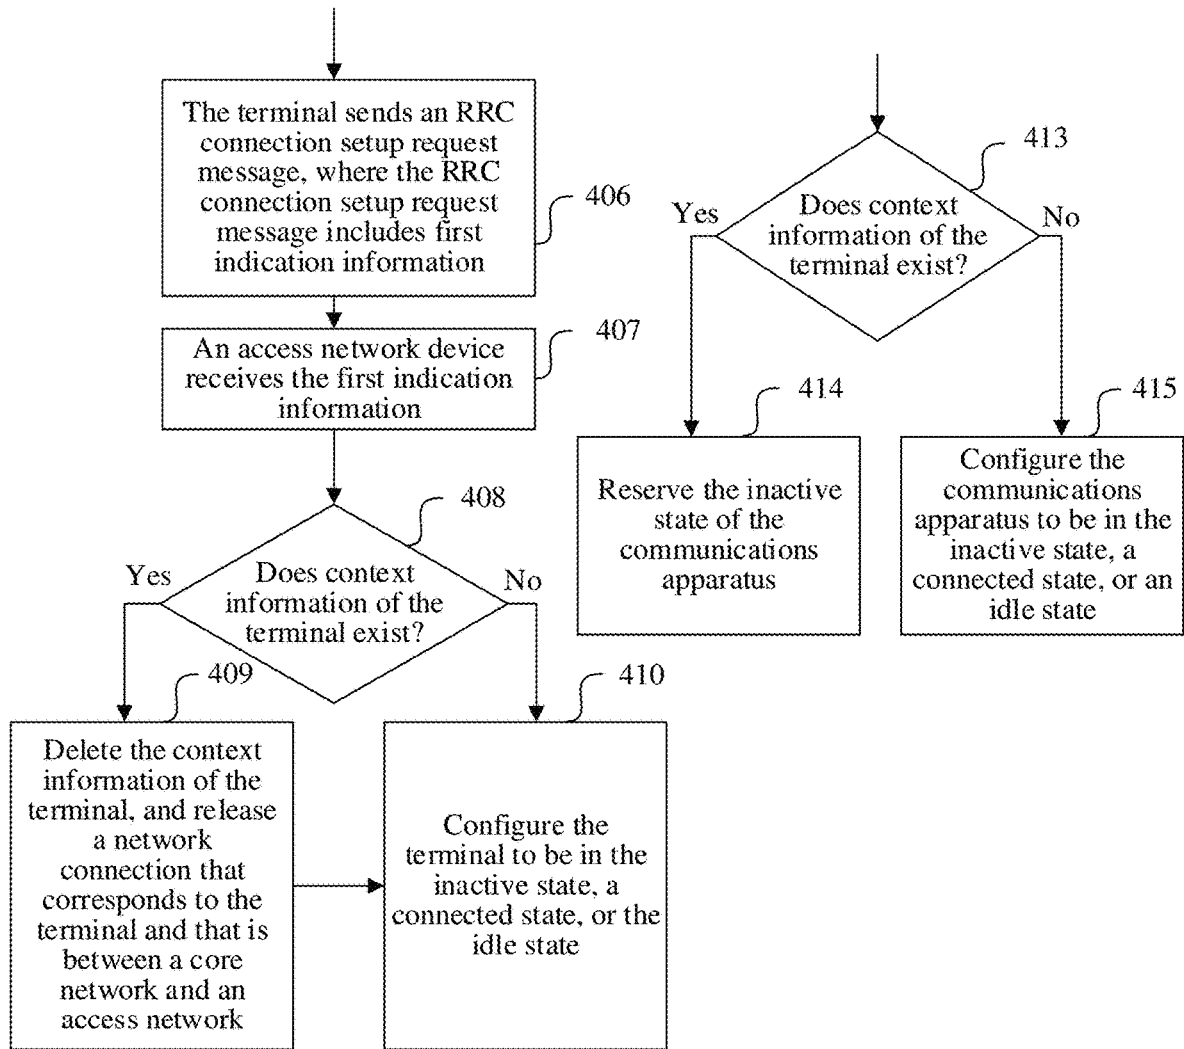 The terminal sends an RRC
connection setup request
message, where the RRC
connection setup request
message includes first
indication information
406
An access network device
receives the first indication
information
407
408
Does context
information of the
terminal exist?
Yes
No
409
Delete the context
information of the
terminal, and release
a network
connection that
corresponds to the
terminal and that is
between a core
network and an
access network
410
Configure the
terminal to be in the
inactive state, a
connected state, or the
idle state
413
Does context
information of the
terminal exist?
Yes
No
414
Reserve the inactive
state of the
communications
apparatus
415
Configure the
communications
apparatus to be in the
inactive state, a
connected state, or an
idle state